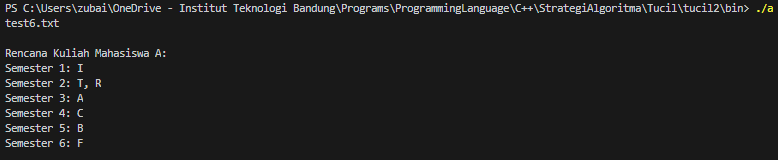 PS C:\Users\zubai\OneDrive - Institut Teknologi Bandung\Programs\ProgrammingLanguage\C++\StrategiAlgoritma\Tucil\tucil2\bin> ./a
test6.txt
Rencana Kuliah Mahasiswa A:
Semester 1: I
Semester 2: T, R
Semester 3: A
Semester 4: C
Semester 5: B
Semester 6: F